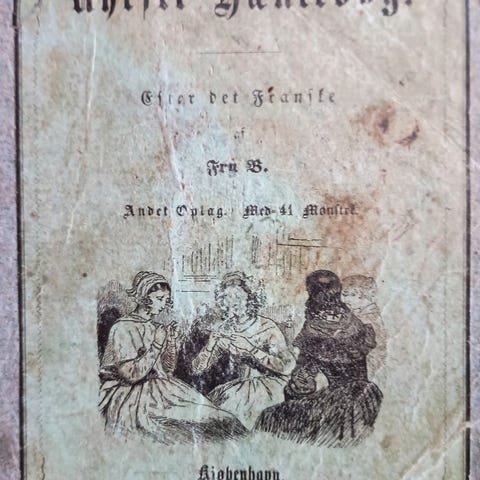 Efter det Franske
af
Fru B.
Andet Oplag. Med 41 Mønstre.
Kjøbenhavn